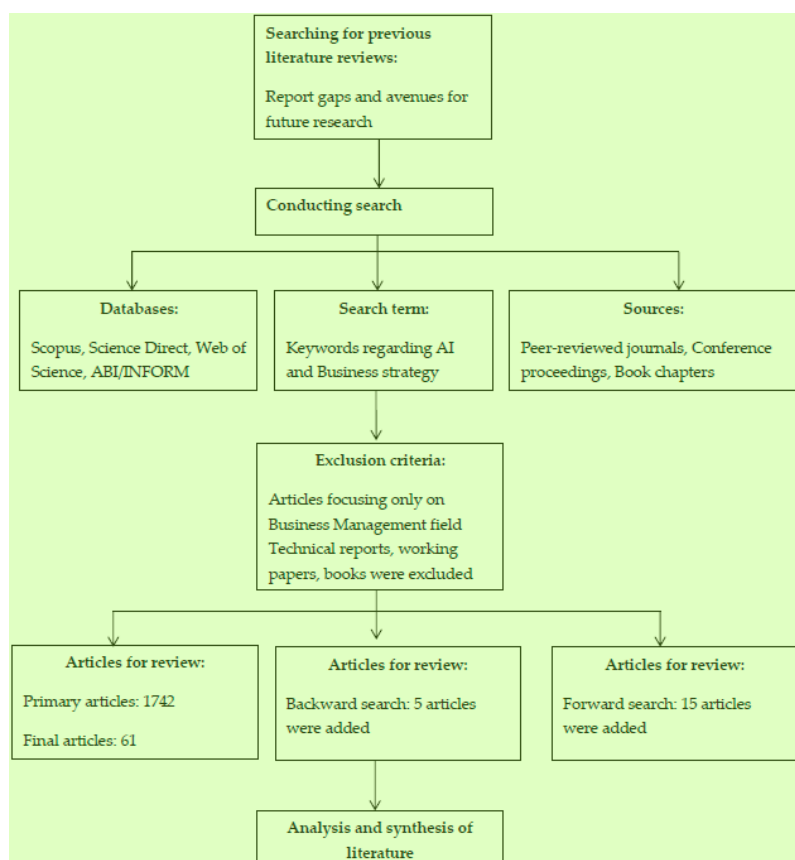 Searching for previous
literature reviews:
Report gaps and avenues for
future research
Conducting search
Databases:
Scopus, Science Direct, Web of
Science, ABI/INFORM
Search term:
Keywords regarding AI
and Business strategy
Sources:
Peer-reviewed journals, Conference
proceedings, Book chapters
Exclusion criteria:
Articles focusing only on
Business Management field
Technical reports, working
papers, books were excluded
Articles for review:
Primary articles: 1742
Final articles: 61
Articles for review:
Backward search: 5 articles
were added
Articles for review:
Forward search: 15 articles
were added
Analysis and synthesis of
literature